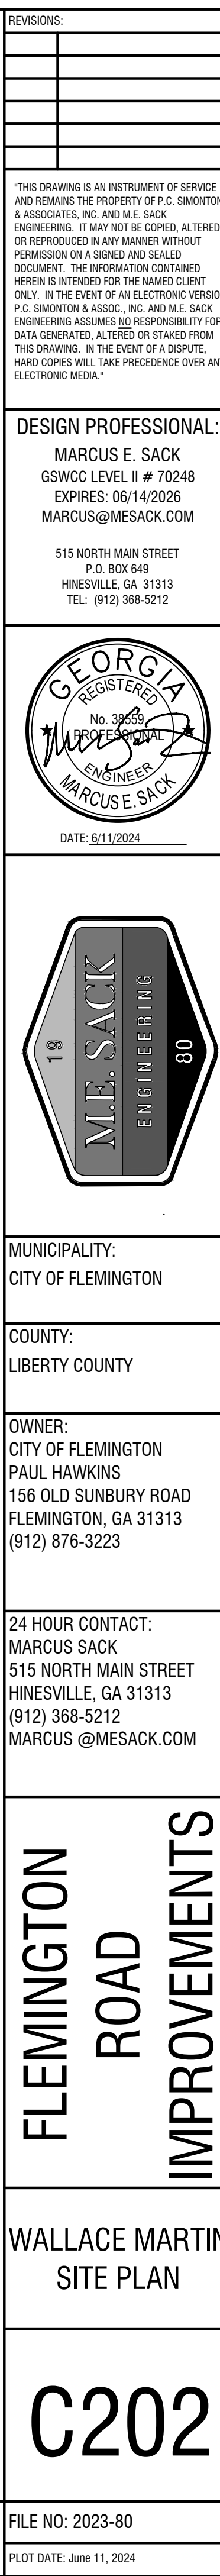 REVISIONS:
"THIS DRAWING IS AN INSTRUMENT OF SERVICE
AND REMAINS THE PROPERTY OF P.C. SIMONTON
& ASSOCIATES, INC. AND M.E. SACK
ENGINEERING. IT MAY NOT BE COPIED, ALTERED
OR REPRODUCED IN ANY MANNER WITHOUT
PERMISSION ON A SIGNED AND SEALED
DOCUMENT. THE INFORMATION CONTAINED
HEREIN IS INTENDED FOR THE NAMED CLIENT
ONLY. IN THE EVENT OF AN ELECTRONIC VERSIO
P.C. SIMONTON & ASSOC., INC. AND M.E. SACK
ENGINEERING ASSUMES NO RESPONSIBILITY FOR
DATA GENERATED, ALTERED OR STAKED FROM
THIS DRAWING. IN THE EVENT OF A DISPUTE,
HARD COPIES WILL TAKE PRECEDENCE OVER AN
ELECTRONIC MEDIA."
DESIGN PROFESSIONAL:
MARCUS E. SACK
GSWCC LEVEL II # 70248
EXPIRES: 06/14/2026
MARCUS@MESACK.COM
515 NORTH MAIN STREET
P.O. BOX 649
HINESVILLE, GA 31313
TEL: (912) 368-5212
GEORGIA
REGISTERED
No. 38559
PROFESSIONAL
ENGINEER
MARCUS E. SACK
DATE: 6/11/2024
19
M.E. SACK
ENGINEERING
80
MUNICIPALITY:
CITY OF FLEMINGTON
COUNTY:
LIBERTY COUNTY
OWNER:
CITY OF FLEMINGTON
PAUL HAWKINS
156 OLD SUNBURY ROAD
FLEMINGTON, GA 31313
(912) 876-3223
24 HOUR CONTACT:
MARCUS SACK
515 NORTH MAIN STREET
HINESVILLE, GA 31313
(912) 368-5212
MARCUS @MESACK.COM
FLEMINGTON
ROAD
IMPROVEMENTS
WALLACE MARTIN
SITE PLAN
C202
FILE NO: 2023-80
PLOT DATE: June 11, 2024